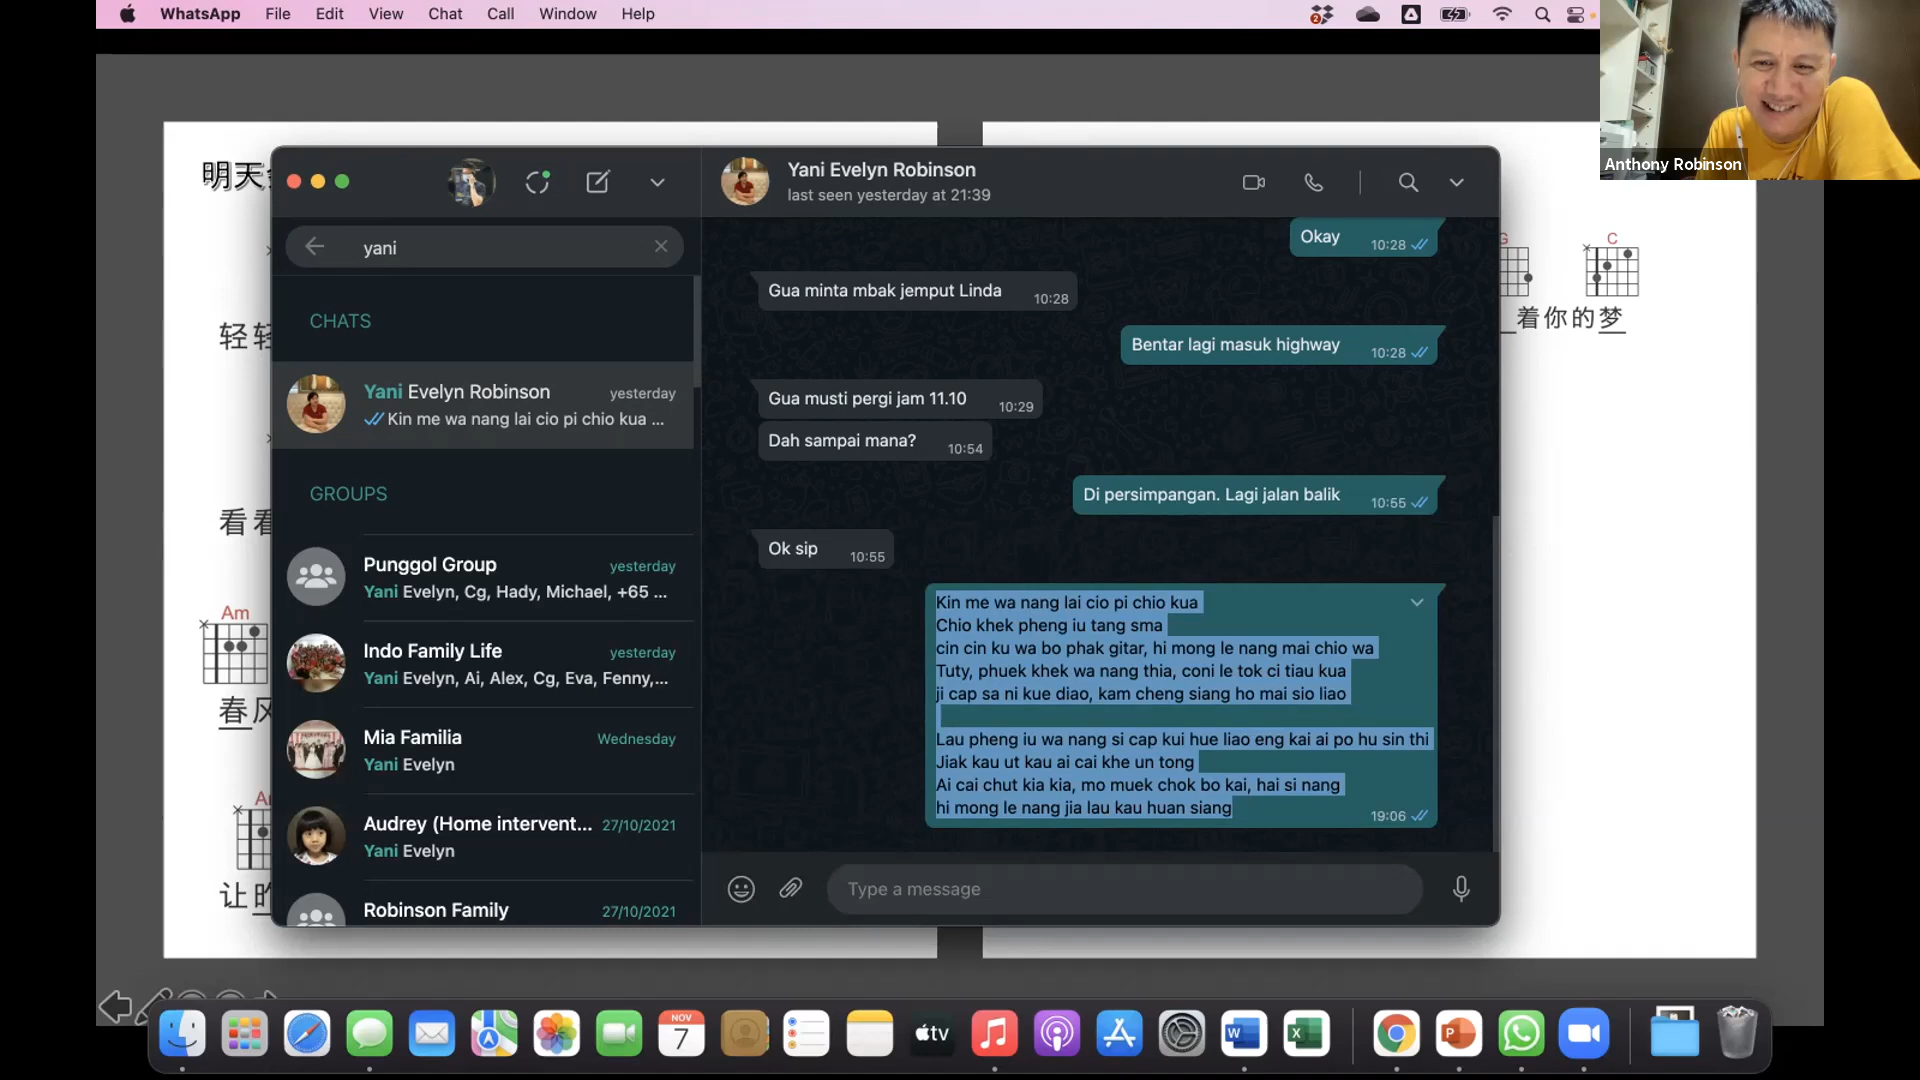 WhatsApp File Edit View Chat Call Window Help
2
Anthony Robinson
明天
Yani Evelyn Robinson
last seen yesterday at 21:39
yani
Okay 10:28
CHATS
Gua minta mbak jemput Linda 10:28
G C
轻轻
着你的梦
Bentar lagi masuk highway 10:28
Yani Evelyn Robinson yesterday
Kin me wa nang lai cio pi chio kua ...
Gua musti pergi jam 11.10 10:29
Dah sampai mana? 10:54
GROUPS
Di persimpangan. Lagi jalan balik 10:55
看看
Ok sip 10:55
Punggol Group yesterday
Yani Evelyn, Cg, Hady, Michael, +65 ...
Am
Indo Family Life yesterday
Yani Evelyn, Ai, Alex, Cg, Eva, Fenny,...
春风
Kin me wa nang lai cio pi chio kua
Chio khek pheng iu tang sma
cin cin ku wa bo phak gitar, hi mong le nang mai chio wa
Tuty, phuek khek wa nang thia, coni le tok ci tiau kua
ji cap sa ni kue diao, kam cheng siang ho mai sio liao
Lau pheng iu wa nang si cap kui hue liao eng kai ai po hu sin thi
Jiak kau ut kau ai cai khe un tong
Ai cai chut kia kia, mo muek chok bo kai, hai si nang
hi mong le nang jia lau kau huan siang
19:06
Mia Familia Wednesday
Yani Evelyn
Audrey (Home intervent... 27/10/2021
Yani Evelyn
让昨
Robinson Family 27/10/2021
Type a message
NOV
7
tv
W
X
P